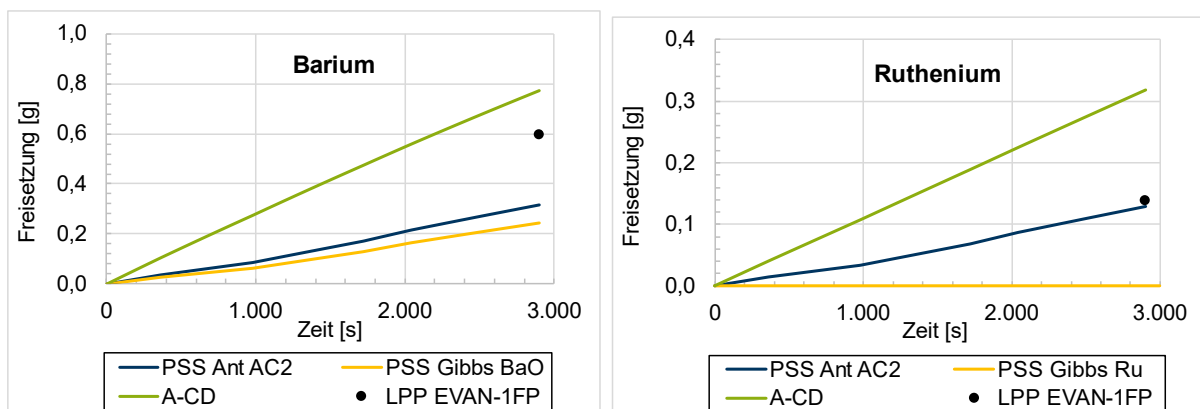 Barium
Freisetzung [g]
1,0
0,8
0,6
0,4
0,2
0,0
0 1.000 2.000 3.000
Zeit [s]
PSS Ant AC2 PSS Gibbs BaO
A-CD LPP EVAN-1FP
Ruthenium
Freisetzung [g]
0,4
0,3
0,2
0,1
0,0
0 1.000 2.000 3.000
Zeit [s]
PSS Ant AC2 PSS Gibbs Ru
A-CD LPP EVAN-1FP